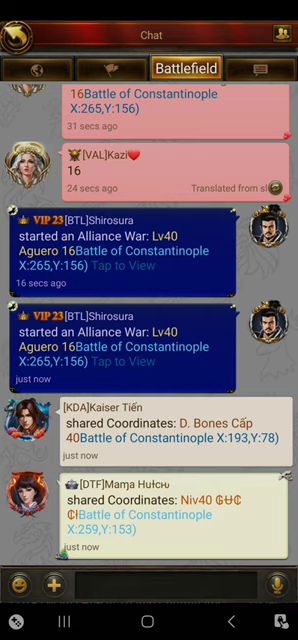 Chat
Battlefield
16Battle of Constantinople
X:265,Y:156)
31 secs ago
[VAL]Kazi❤️
16
24 secs ago
Translated from
VIP 23 [BTL]Shirosura
started an Alliance War: Lv40
Aguero 16Battle of Constantinople
X:265,Y:156) Tap to View
16 secs ago
VIP 23 [BTL]Shirosura
started an Alliance War: Lv40
Aguero 16Battle of Constantinople
X:265,Y:156) Tap to View
just now
[KDA]Kaiser Tiến
shared Coordinates: D. Bones Cấp
40Battle of Constantinople X:193,Y:78)
just now
[DTF]
shared Coordinates: Niv40 ₲Ʉ₵
Battle of Constantinople
X:259,Y:153)
just now